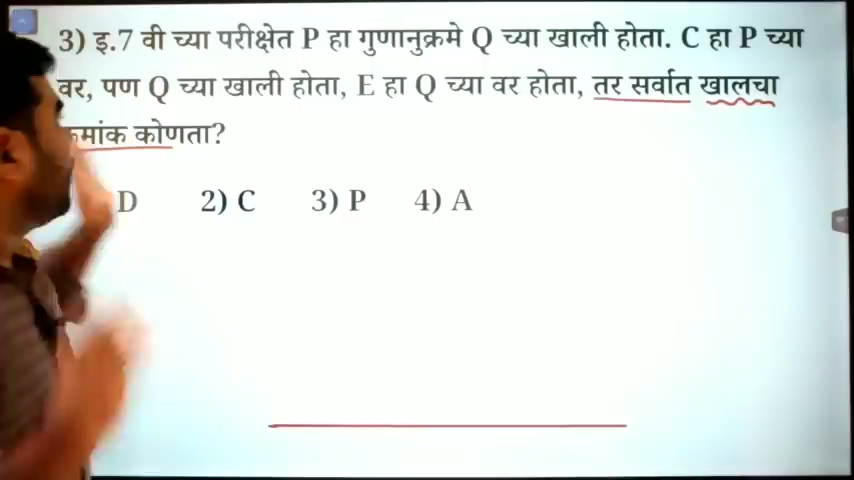 3) इ.7 वी च्या परीक्षेत P हा गुणानुक्रमे Q च्या खाली होता. C हा P च्या
वर, पण Q च्या खाली होता, E हा Q च्या वर होता, तर सर्वात खालचा
कोणता?
D 2) C 3) P 4) A